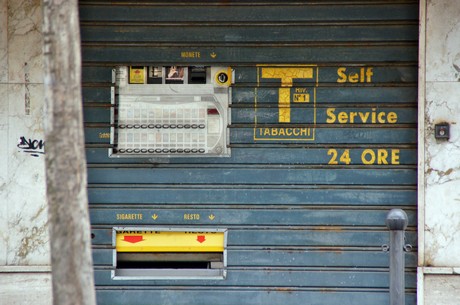 MONETE
Self
RIV.
N°1
TABACCHI
Service
24 ORE
SIGARETTE
RESTO